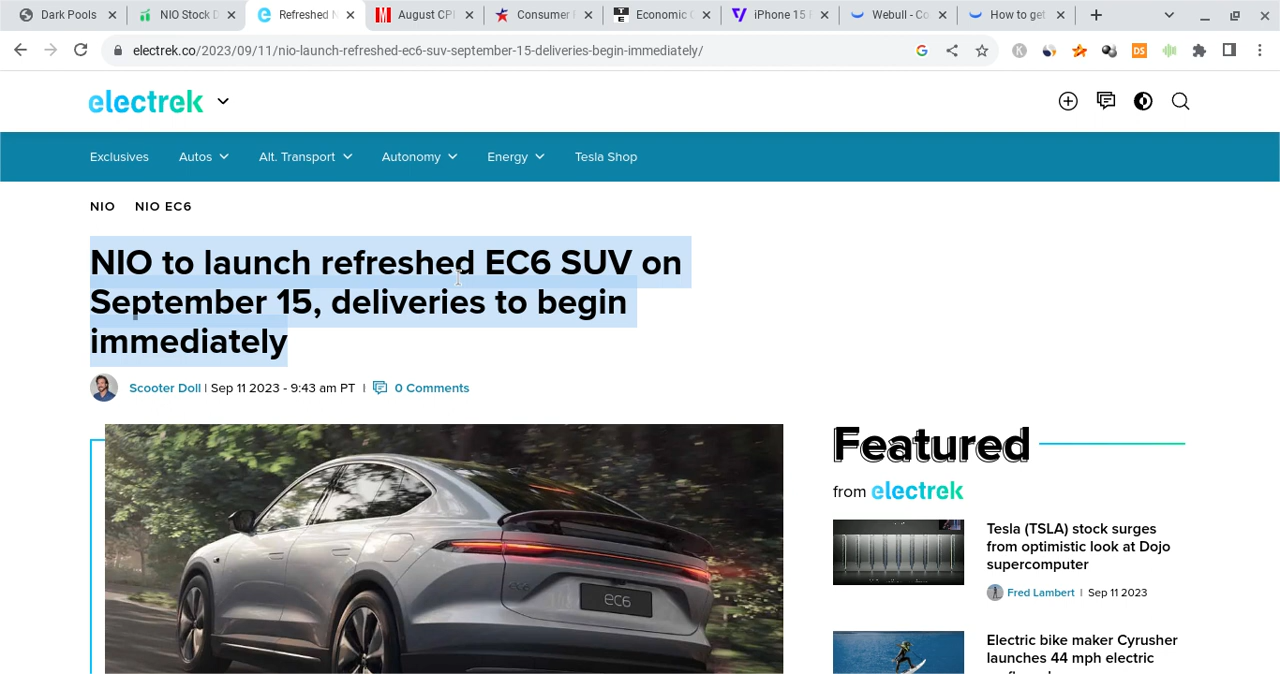 Dark Pools
NIO Stock D
Refreshed N
August CPI
Consumer P
Economic C
iPhone 15
Webull - Co
How to get
electrek.co/2023/09/11/nio-launch-refreshed-ec6-suv-september-15-deliveries-begin-immediately/
electrek
Exclusives Autos Alt. Transport Autonomy Energy Tesla Shop
NIO NIO EC6
NIO to launch refreshed EC6 SUV on
September 15, deliveries to begin
immediately
Scooter Doll | Sep 11 2023 - 9:43 am PT | 0 Comments
EC6
Featured
from electrek
Tesla (TSLA) stock surges
from optimistic look at Dojo
supercomputer
Fred Lambert | Sep 11 2023
Electric bike maker Cyrusher
launches 44 mph electric